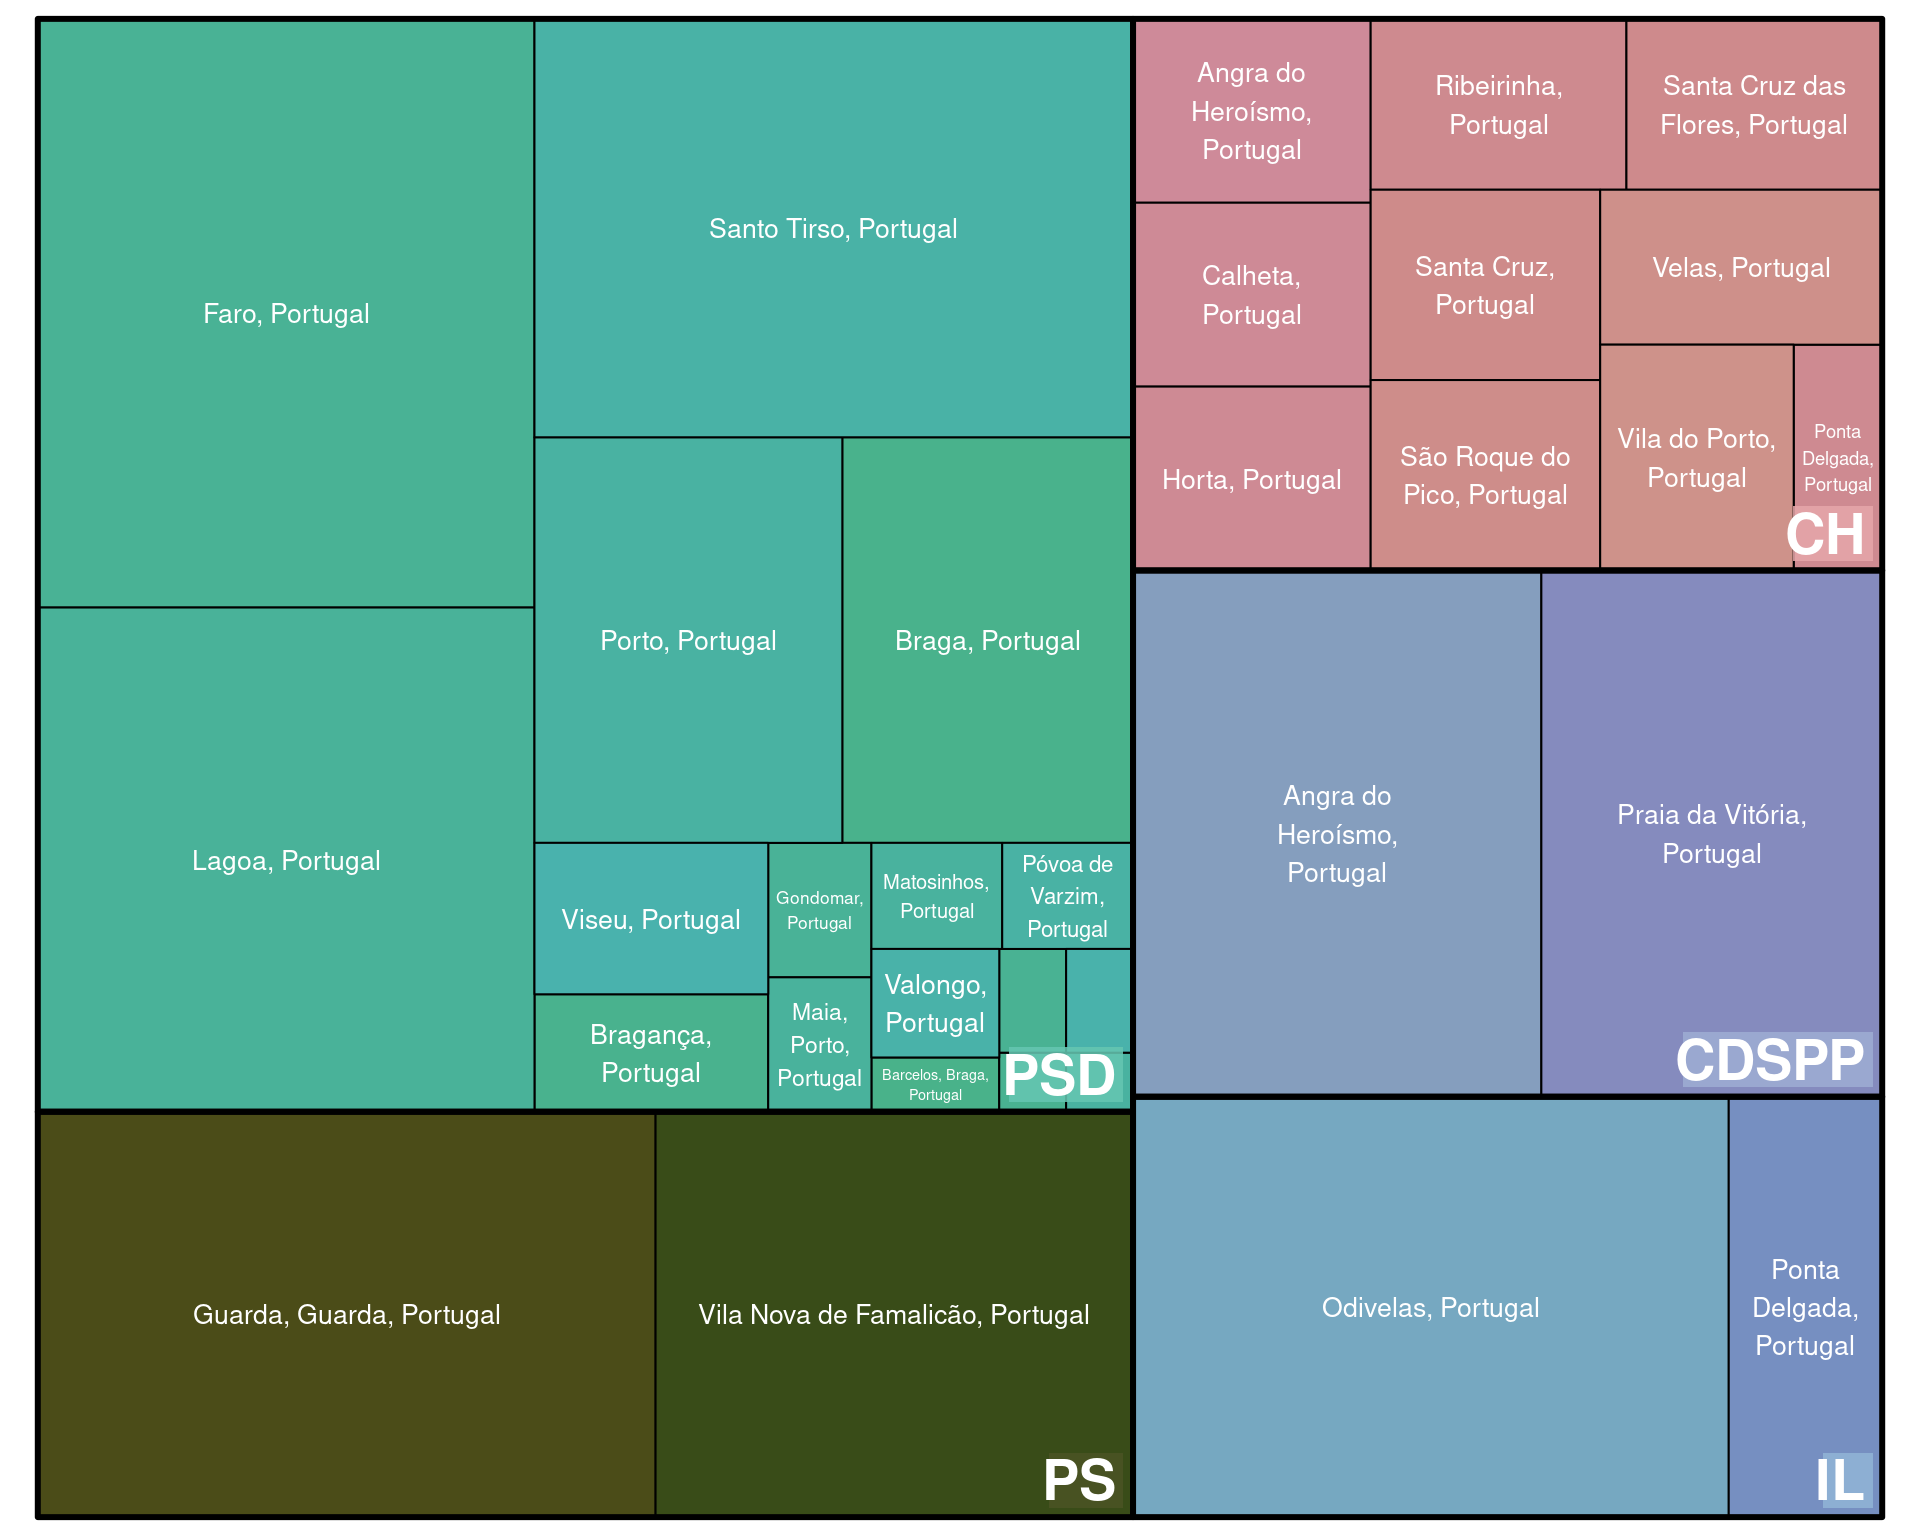 Faro, Portugal
Santo Tirso, Portugal
Lagoa, Portugal
Porto, Portugal
Braga, Portugal
Viseu, Portugal
Bragança,
Portugal
Gondomar,
Portugal
Maia,
Porto,
Portugal
Matosinhos,
Portugal
Póvoa de
Varzim,
Portugal
Valongo,
Portugal
Barcelos, Braga,
Portugal
PSD
Guarda, Guarda, Portugal
Vila Nova de Famalicão, Portugal
PS
Angra do
Heroísmo,
Portugal
Calheta,
Portugal
Horta, Portugal
Ribeirinha,
Portugal
Santa Cruz das
Flores, Portugal
Santa Cruz,
Portugal
Velas, Portugal
São Roque do
Pico, Portugal
Vila do Porto,
Portugal
Ponta
Delgada,
Portugal
CH
Angra do
Heroísmo,
Portugal
Praia da Vitória,
Portugal
CDSPP
Odivelas, Portugal
Ponta
Delgada,
Portugal
IL